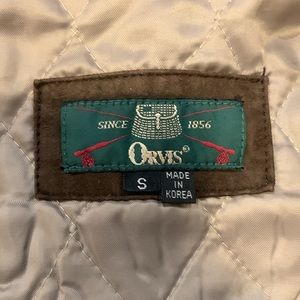 SINCE 1856
ORVIS®
S
MADE
IN
KOREA